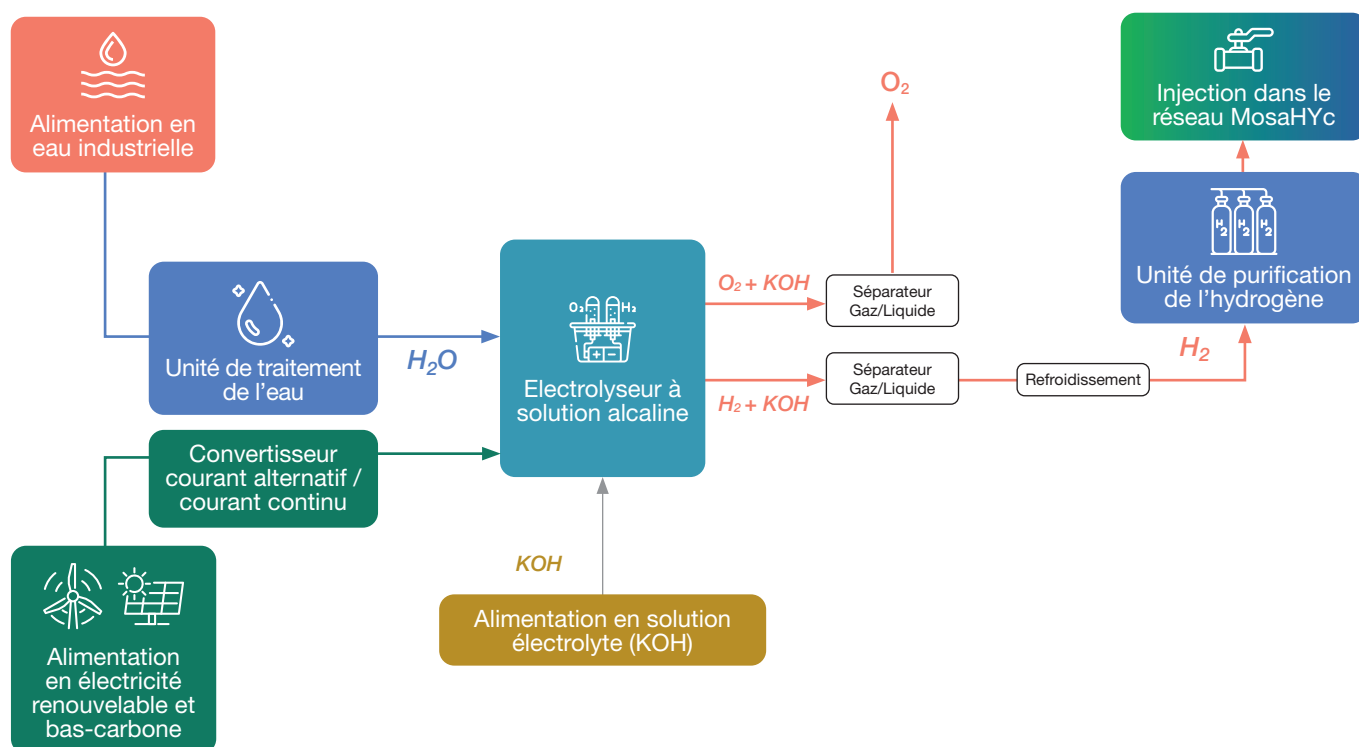 Alimentation en
eau industrielle
O₂
Injection dans le
réseau MosaHYc
Unité de traitement
de l’eau
H₂O
O₂
H₂
Electrolyseur à
solution alcaline
O₂ + KOH
Séparateur
Gaz/Liquide
H₂ + KOH
Séparateur
Gaz/Liquide
Refroidissement
H₂
H₂
H₂
H₂
Unité de purification
de l’hydrogène
Convertisseur
courant alternatif /
courant continu
Alimentation
en électricité
renouvelable et
bas-carbone
KOH
Alimentation en solution
électrolyte (KOH)